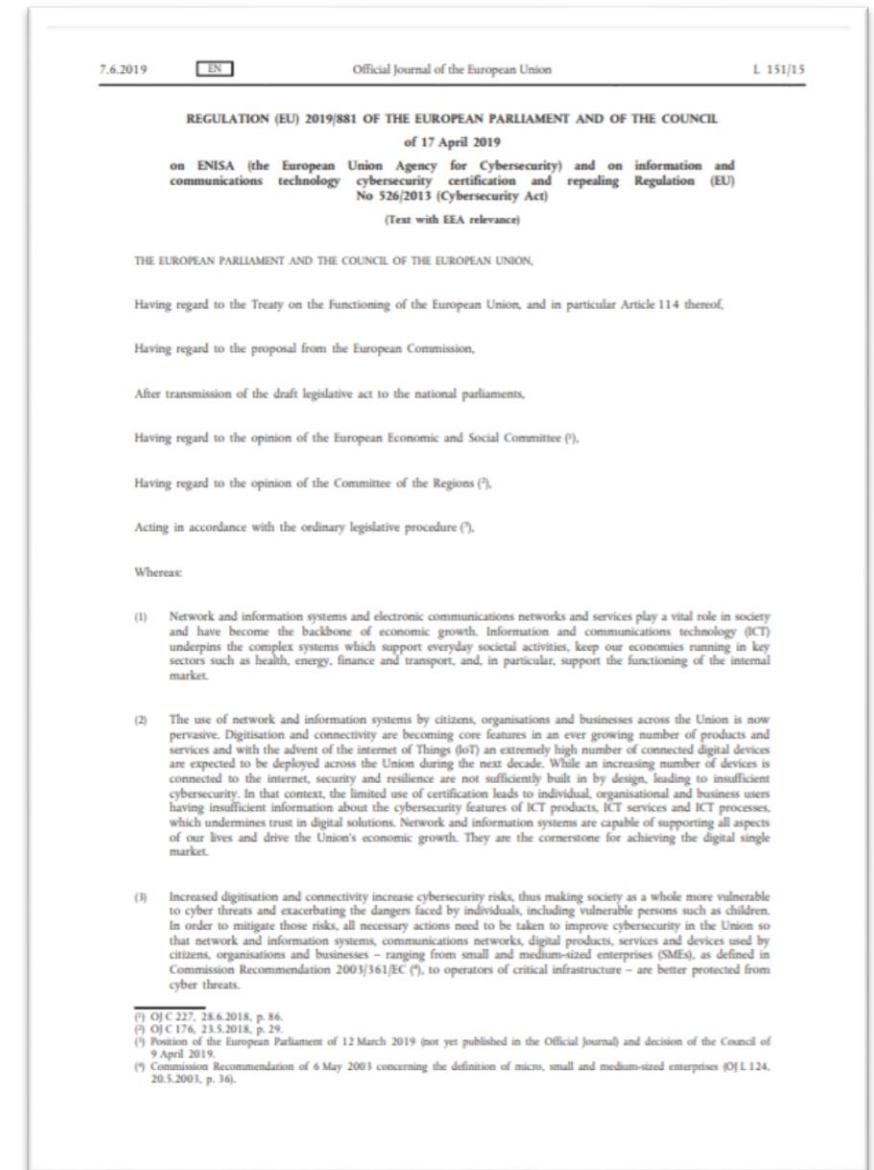 7.6.2019 EN Official Journal of the European Union L 151/15
REGULATION (EU) 2019/881 OF THE EUROPEAN PARLIAMENT AND OF THE COUNCIL
of 17 April 2019
on ENISA (the European Union Agency for Cybersecurity) and on information and
communications technology cybersecurity certification and repealing Regulation (EU)
No 526/2013 (Cybersecurity Act)
(Text with EEA relevance)
THE EUROPEAN PARLIAMENT AND THE COUNCIL OF THE EUROPEAN UNION,
Having regard to the Treaty on the Functioning of the European Union, and in particular Article 114 thereof,
Having regard to the proposal from the European Commission,
After transmission of the draft legislative act to the national parliaments,
Having regard to the opinion of the European Economic and Social Committee (¹),
Having regard to the opinion of the Committee of the Regions (²),
Acting in accordance with the ordinary legislative procedure (³),
Whereas:
(1) Network and information systems and electronic communications networks and services play a vital role in society
and have become the backbone of economic growth. Information and communications technology (ICT)
underpins the complex systems which support everyday societal activities, keep our economies running in key
sectors such as health, energy, finance and transport, and, in particular, support the functioning of the internal
market.
(2) The use of network and information systems by citizens, organisations and businesses across the Union is now
pervasive. Digitisation and connectivity are becoming core features in an ever growing number of products and
services and with the advent of the internet of Things (IoT) an extremely high number of connected digital devices
are expected to be deployed across the Union during the next decade. While an increasing number of devices is
connected to the internet, security and resilience are not sufficiently built in by design, leading to insufficient
cybersecurity. In that context, the limited use of certification leads to individual, organisational and business users
having insufficient information about the cybersecurity features of ICT products, ICT services and ICT processes,
which undermines trust in digital solutions. Network and information systems are capable of supporting all aspects
of our lives and drive the Union's economic growth. They are the cornerstone for achieving the digital single
market.
(3) Increased digitisation and connectivity increase cybersecurity risks, thus making society as a whole more vulnerable
to cyber threats and exacerbating the dangers faced by individuals, including vulnerable persons such as children.
In order to mitigate those risks, all necessary actions need to be taken to improve cybersecurity in the Union so
that network and information systems, communications networks, digital products, services and devices used by
citizens, organisations and businesses – ranging from small and medium-sized enterprises (SMEs), as defined in
Commission Recommendation 2003/361/EC (⁴), to operators of critical infrastructure – are better protected from
cyber threats.
(¹) OJ C 227, 28.6.2018, p. 86.
(²) OJ C 176, 23.5.2018, p. 29.
(³) Position of the European Parliament of 12 March 2019 (not yet published in the Official Journal) and decision of the Council of
9 April 2019.
(⁴) Commission Recommendation of 6 May 2003 concerning the definition of micro, small and medium-sized enterprises (OJ L 124,
20.5.2003, p. 36).